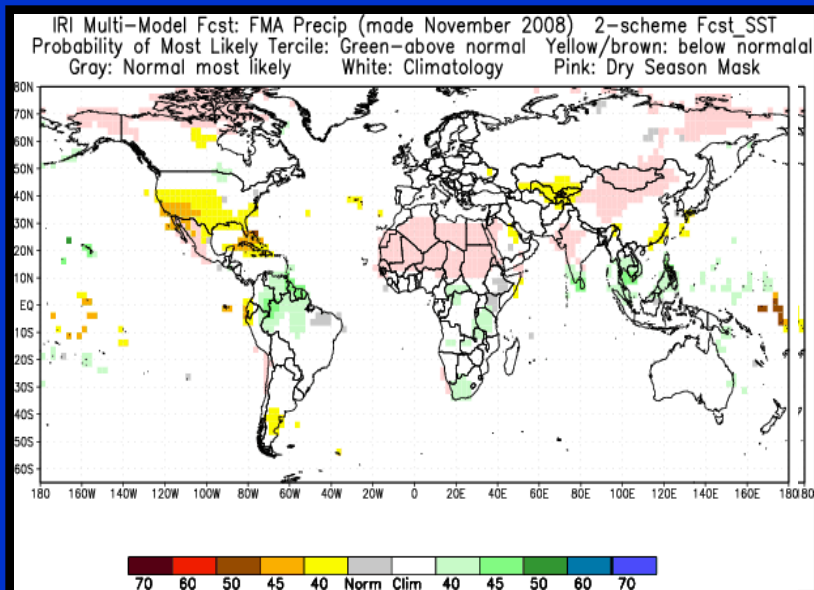 IRI Multi-Model Fcst: FMA Precip (made November 2008) 2-scheme Fcst_SST
Probability of Most Likely Tercile: Green-above normal Yellow/brown: below normalal
Gray: Normal most likely White: Climatology Pink: Dry Season Mask
80N
70N
60N
50N
40N
30N
20N
10N
EQ
10S
20S
30S
40S
50S
60S
180 160W 140W 120W 100W 80W 60W 40W 20W 0 20E 40E 60E 80E 100E 120E 140E 160E 180 80
70 60 50 45 40 Norm Clim 40 45 50 60 70